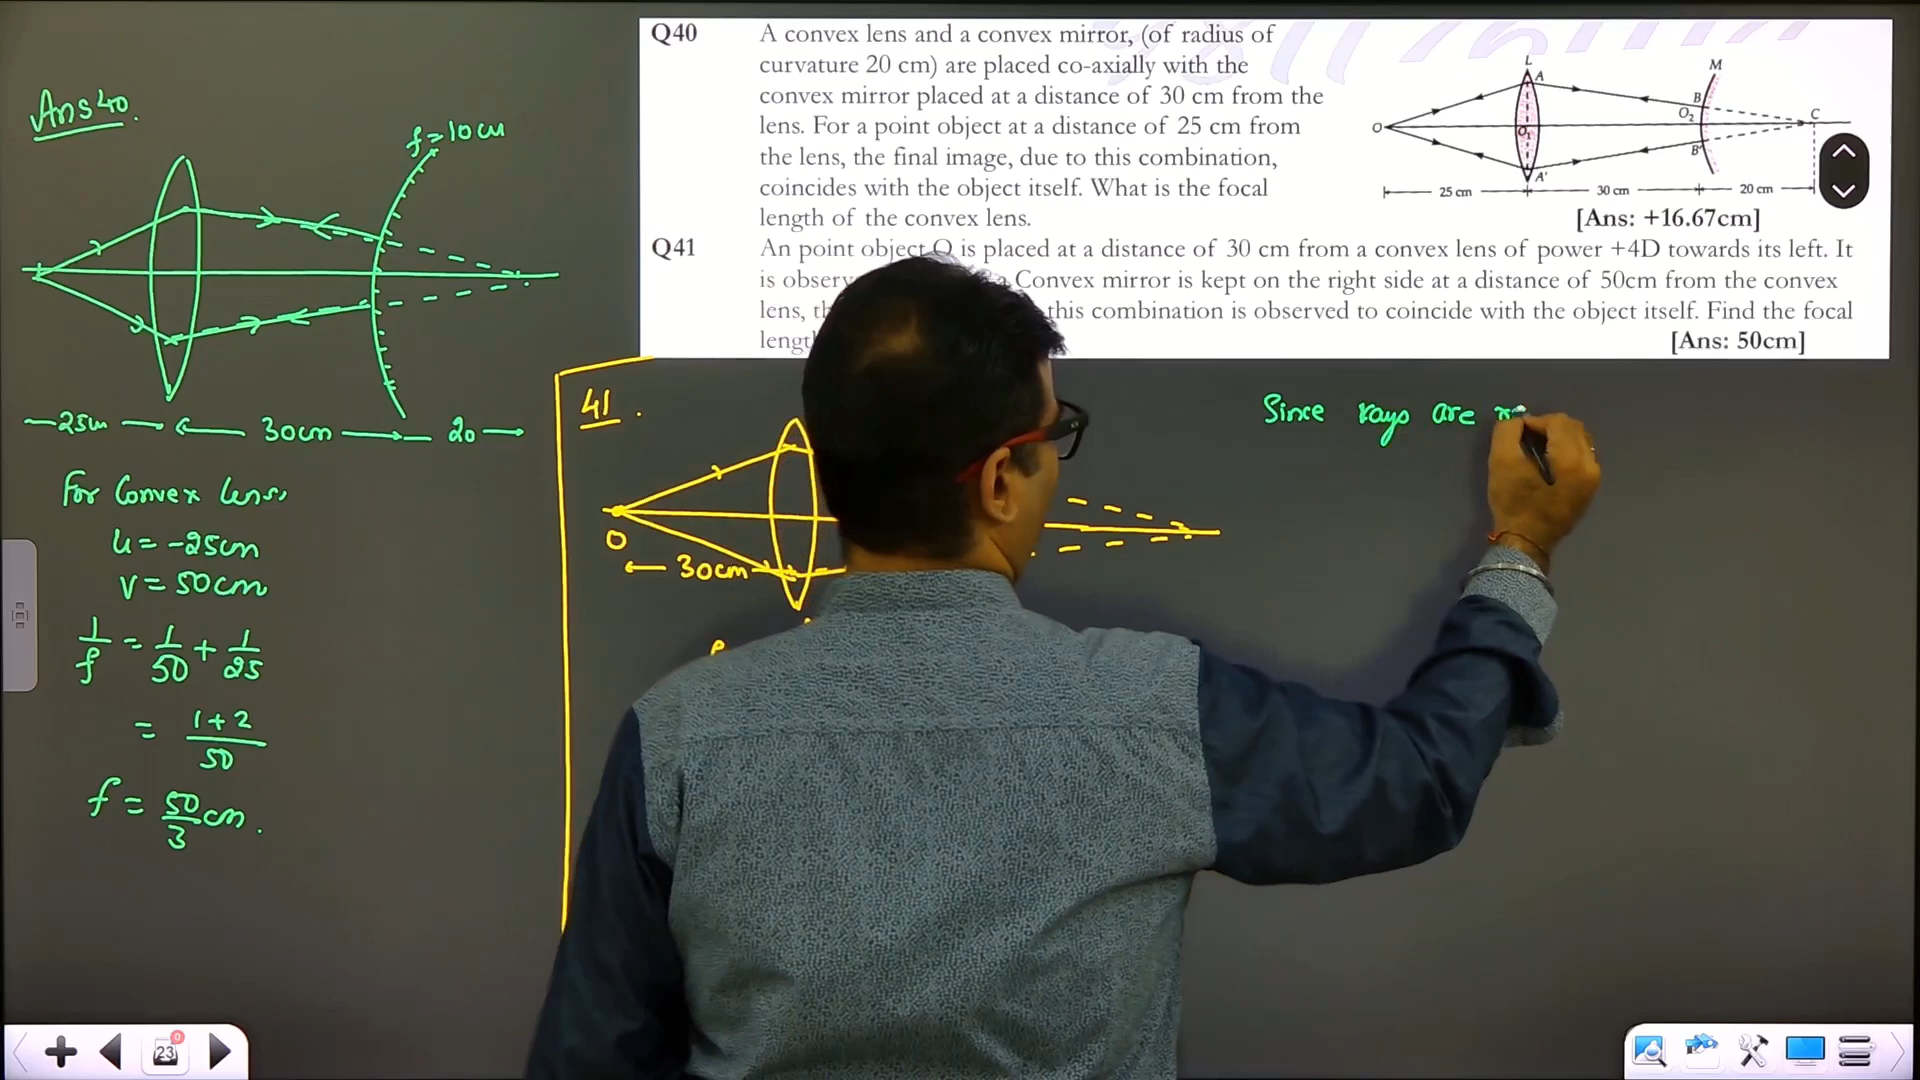 Q40 A convex lens and a convex mirror, (of radius of
curvature 20 cm) are placed co-axially with the
convex mirror placed at a distance of 30 cm from the
lens. For a point object at a distance of 25 cm from
the lens, the final image, due to this combination,
coincides with the object itself. What is the focal
length of the convex lens.
L
A
M
B
O
O₁
O₂
C
B'
A'
25 cm
30 cm
20 cm
[Ans: +16.67cm]
Q41 An point object O is placed at a distance of 30 cm from a convex lens of power +4D towards its left. It
is observ Convex mirror is kept on the right side at a distance of 50cm from the convex
lens, th this combination is observed to coincide with the object itself. Find the focal
lengt
[Ans: 50cm]
Ans 40.
f = 10cm
25cm 30cm 20
For Convex lens,
u = -25cm
v = 50cm
1/f = 1/50 + 1/25
= 1+2/50
f = 50/3 cm.
41.
O
30cm
Since rays are
23
0